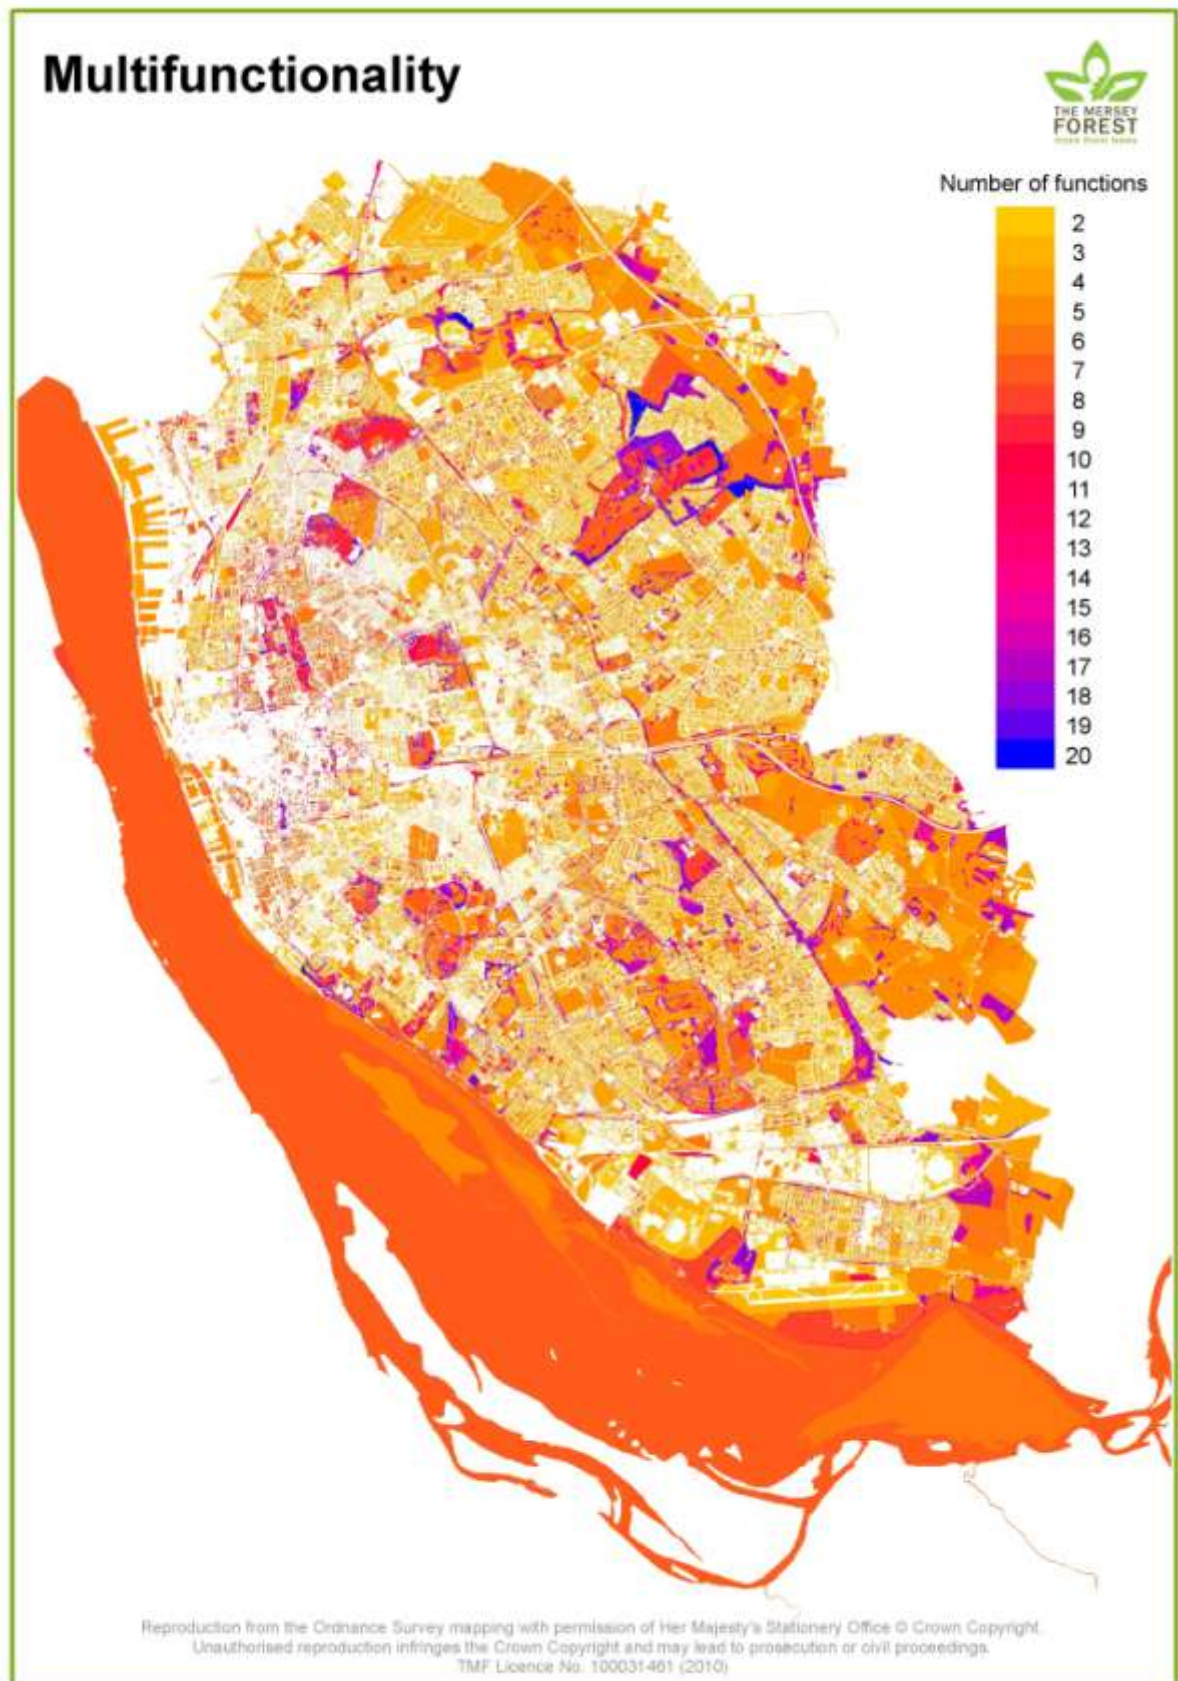 Multifunctionality
THE MERSEY
FOREST
more from trees
Number of functions
2
3
4
5
6
7
8
9
10
11
12
13
14
15
16
17
18
19
20
Reproduction from the Ordnance Survey mapping with permission of Her Majesty's Stationery Office © Crown Copyright.
Unauthorised reproduction infringes the Crown Copyright and may lead to prosecution or civil proceedings.
TMF Licence No. 100031461 (2010)